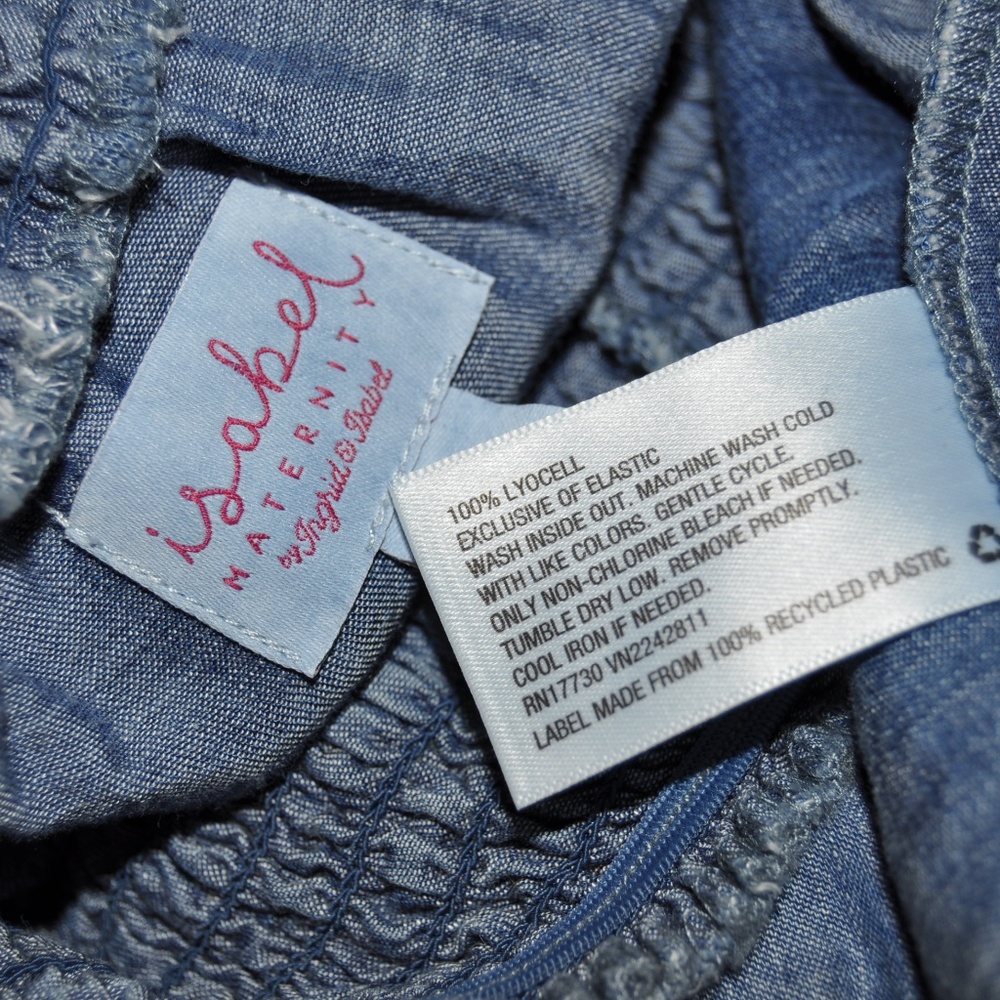 isabel
MATERNITY
by Ingrid & Isabel
100% LYOCELL
EXCLUSIVE OF ELASTIC
WASH INSIDE OUT. MACHINE WASH COLD
WITH LIKE COLORS. GENTLE CYCLE.
ONLY NON-CHLORINE BLEACH IF NEEDED.
TUMBLE DRY LOW. REMOVE PROMPTLY.
COOL IRON IF NEEDED.
RN17730 VN2242811
LABEL MADE FROM 100% RECYCLED PLASTIC